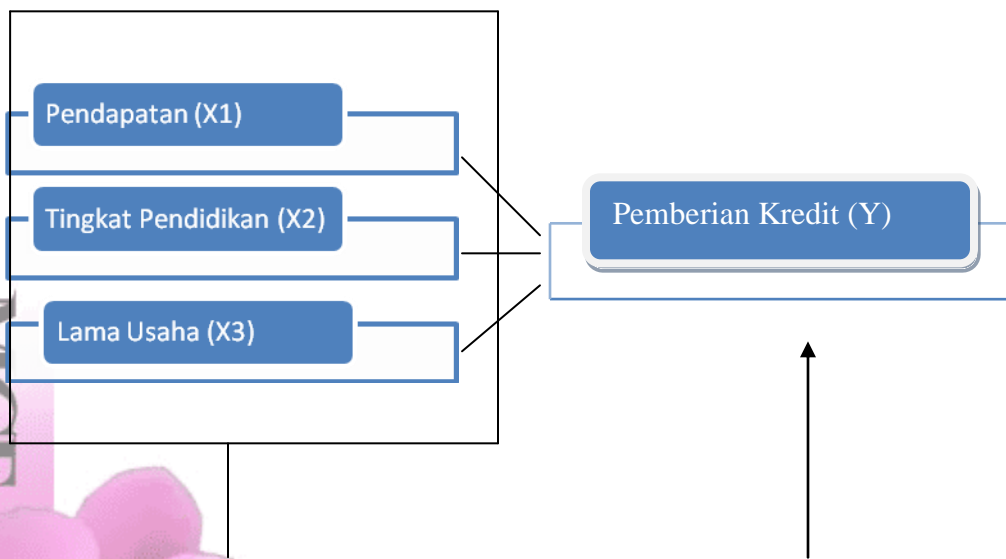 Pendapatan (X1)
Tingkat Pendidikan (X2)
Lama Usaha (X3)
Pemberian Kredit (Y)